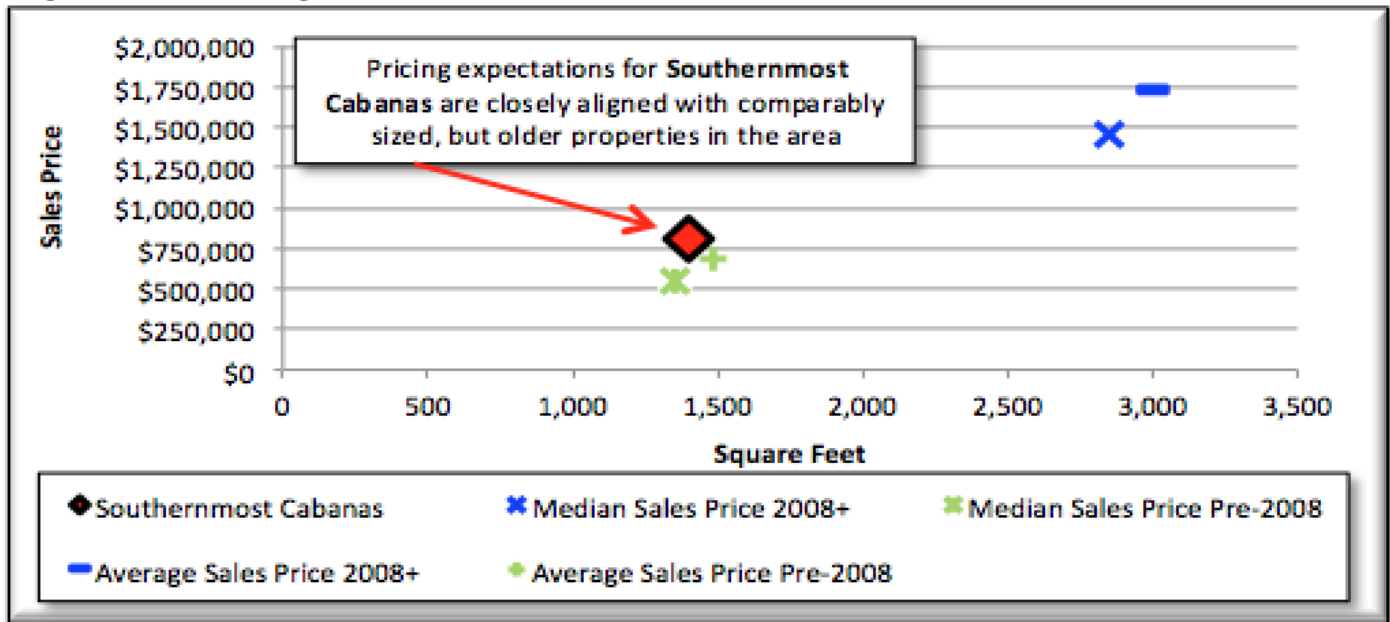 $2,000,000
$1,750,000
$1,500,000
$1,250,000
$1,000,000
$750,000
$500,000
$250,000
$0
Sales Price
Pricing expectations for Southernmost
Cabanas are closely aligned with comparably
sized, but older properties in the area
0 500 1,000 1,500 2,000 2,500 3,000 3,500
Square Feet
Southernmost Cabanas Median Sales Price 2008+ Median Sales Price Pre-2008
Average Sales Price 2008+ Average Sales Price Pre-2008